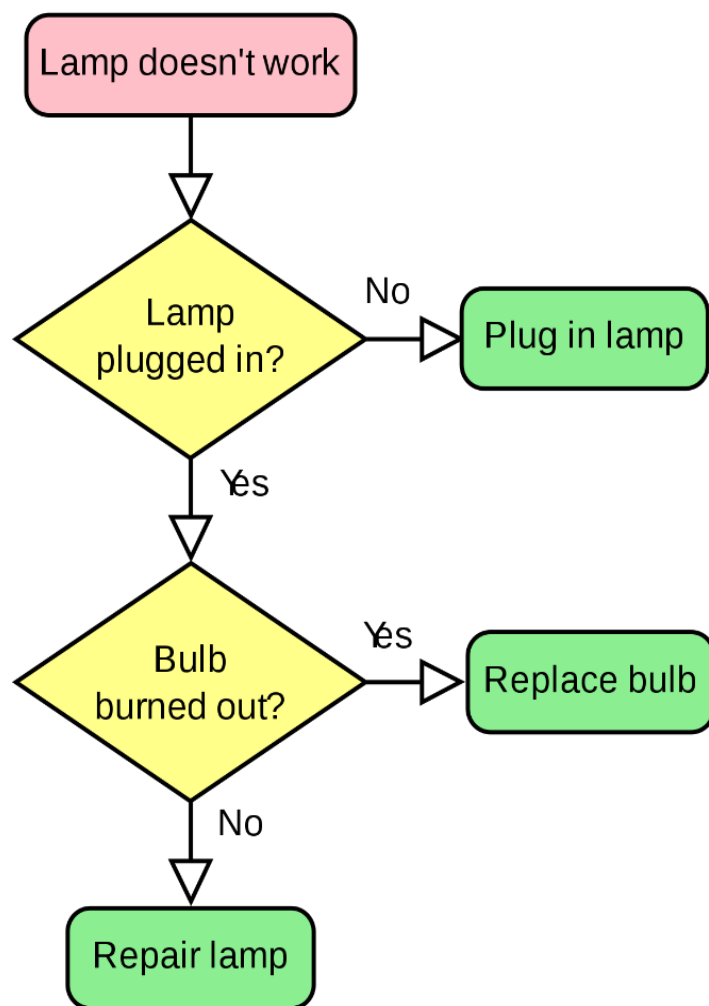 Lamp doesn't work
Lamp
plugged in?
No
Plug in lamp
Yes
Bulb
burned out?
Yes
Replace bulb
No
Repair lamp